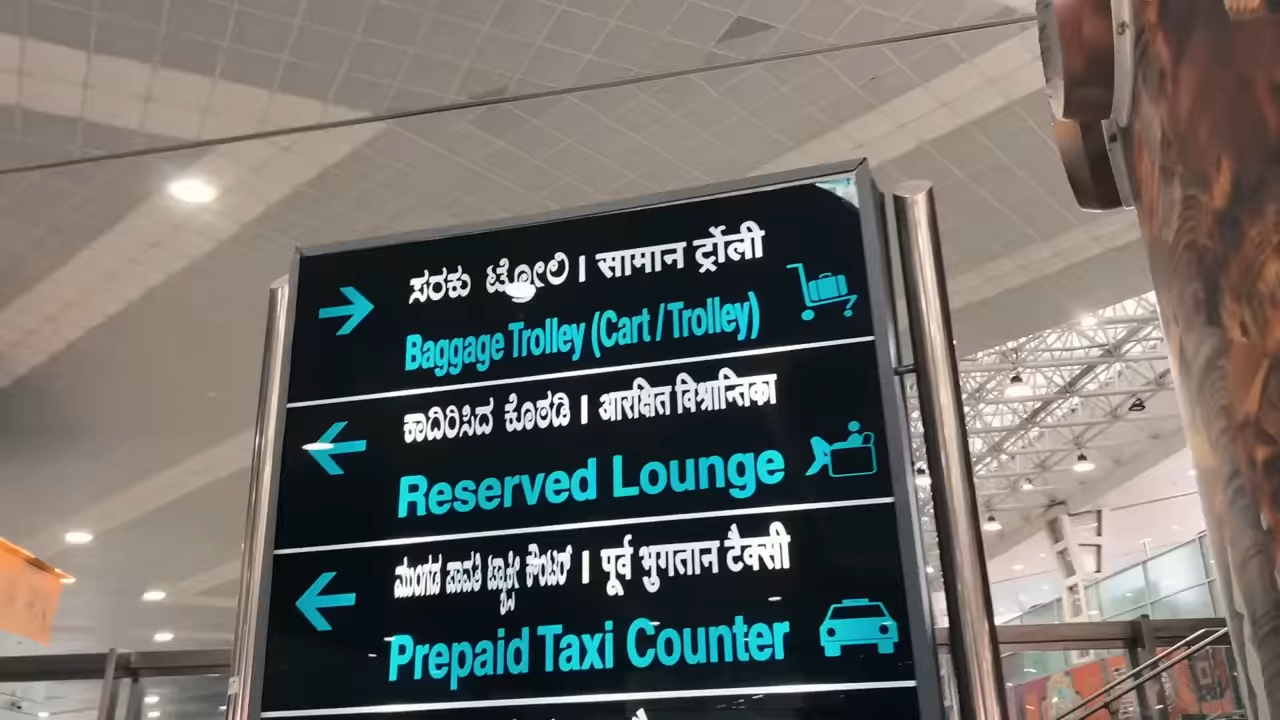 ಸರಕು ಟ್ರೋಲಿ | सामान ट्रॉली
Baggage Trolley (Cart / Trolley)
ಕಾದಿರಿಸಿದ ಕೊಠಡಿ | आरक्षित विश्रान्तिका
Reserved Lounge
ಮುಂಗಡ ಪಾವತಿ ಟ್ಯಾಕ್ಸೀ ಕೌಂಟರ್ | पूर्व भुगतान टैक्सी
Prepaid Taxi Counter